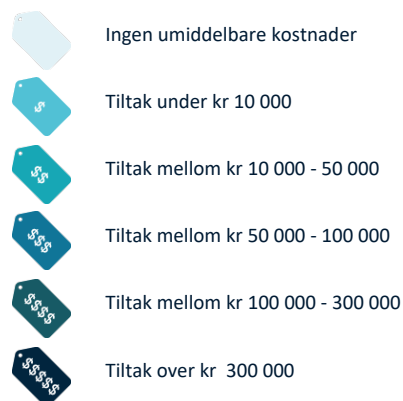 Ingen umiddelbare kostnader
$
Tiltak under kr 10 000
$$
Tiltak mellom kr 10 000 - 50 000
$$$
Tiltak mellom kr 50 000 - 100 000
$$$$
Tiltak mellom kr 100 000 - 300 000
$$$$$
Tiltak over kr  300 000